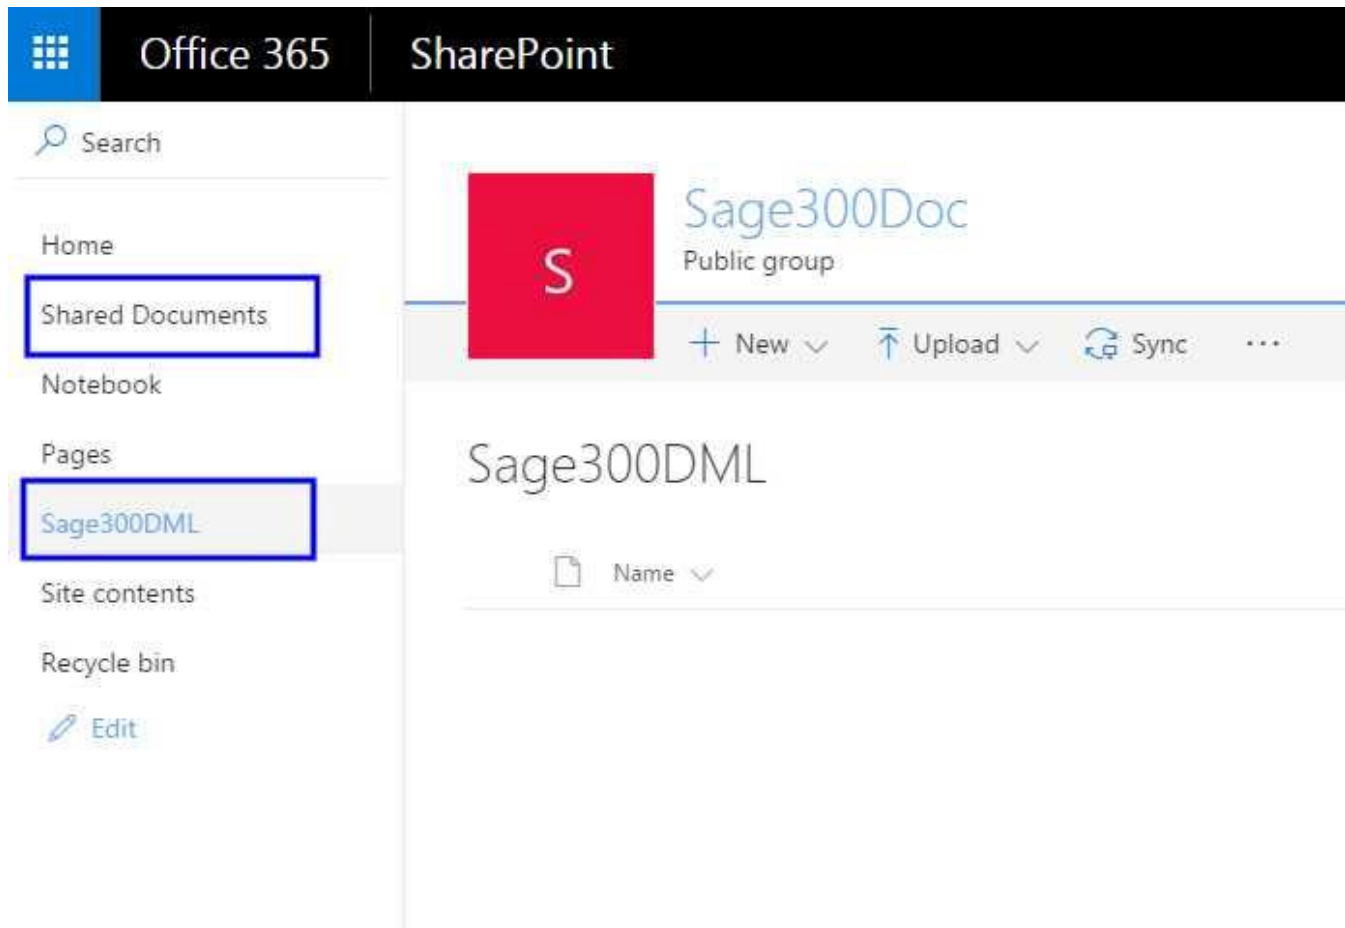 Office 365 SharePoint
Search
Home
Shared Documents
Notebook
Pages
Sage300DML
Site contents
Recycle bin
Edit
S
Sage300Doc
Public group
New Upload Sync ...
Sage300DML
Name